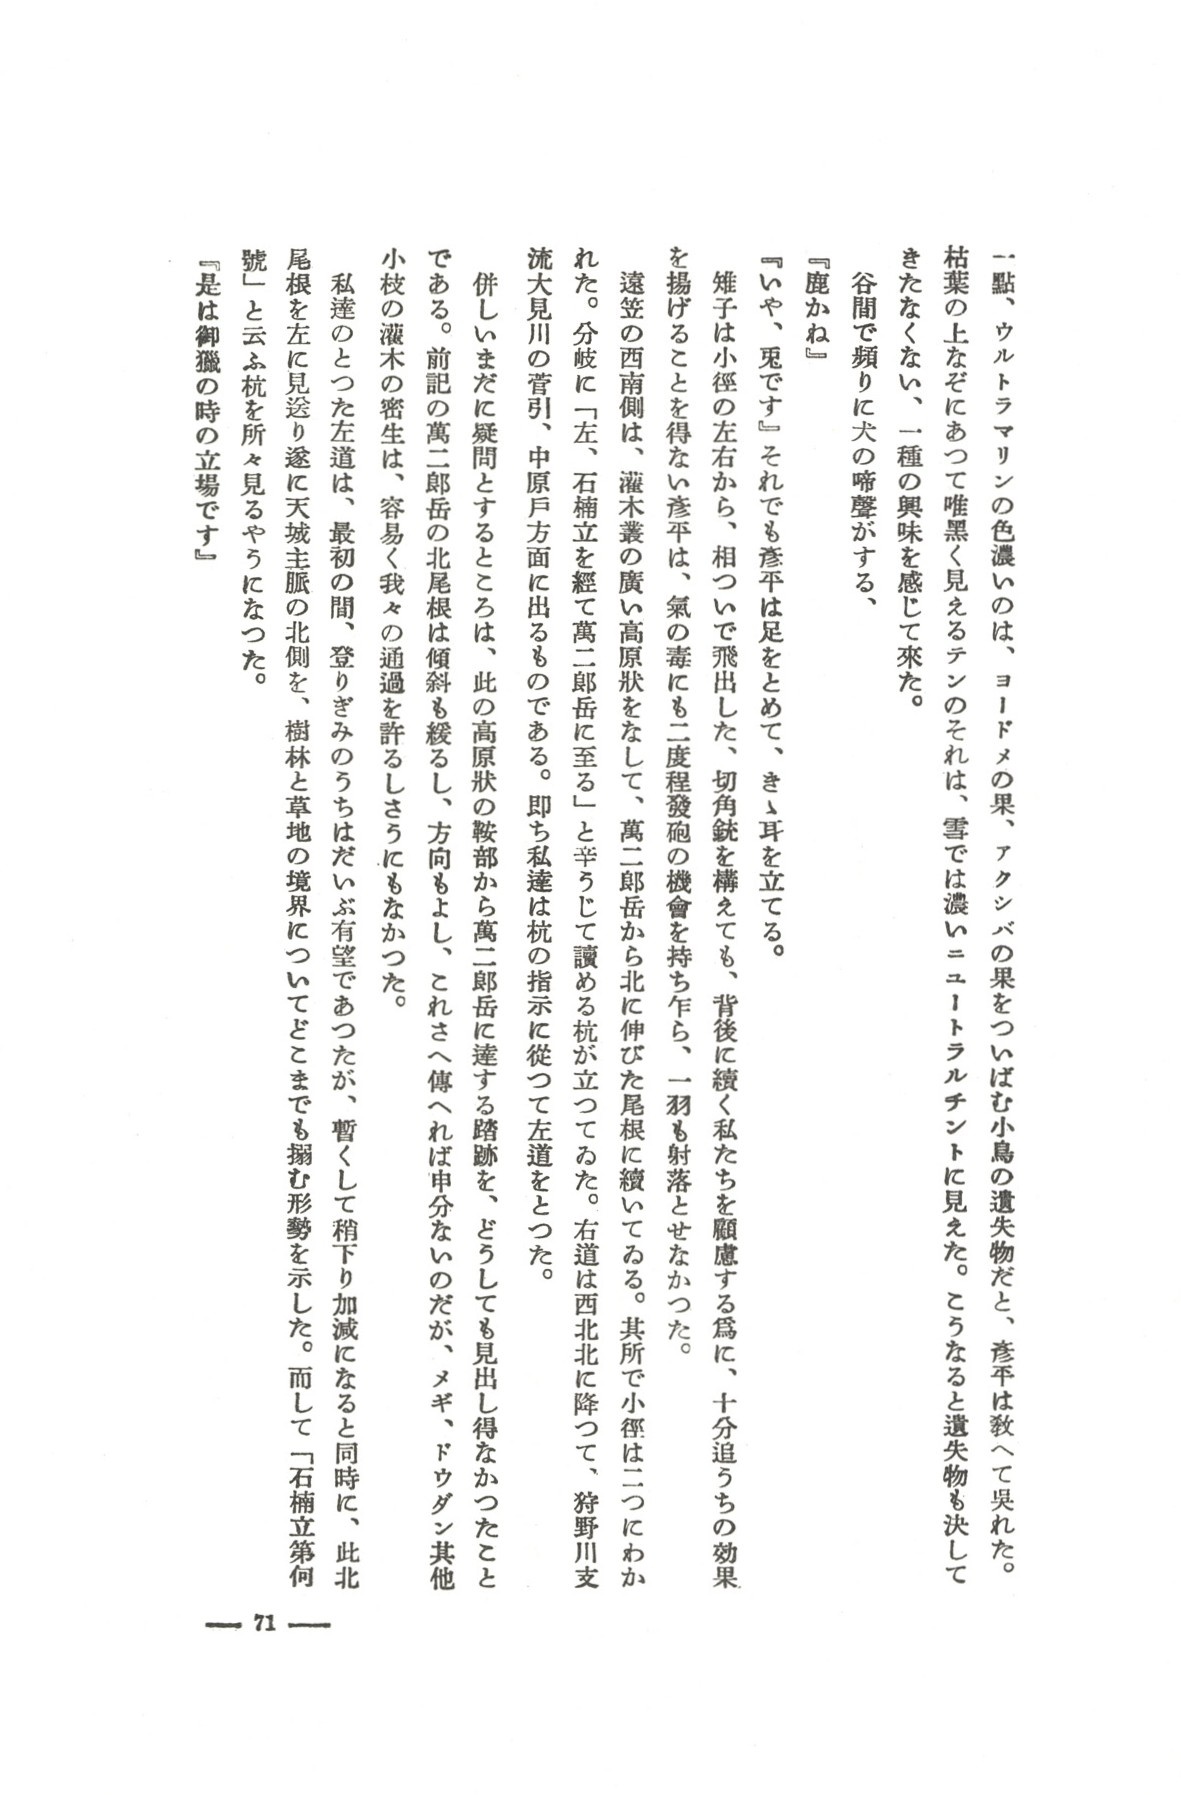 一點、ウルトラマリンの色濃いのは、ヨードメの果、アクシバの果をついばむ小鳥の遺失物だと、彥平は敎へて吳れた。
枯葉の上なぞにあつて唯黑く見えるテンのそれは、雪では濃いニュートラルチントに見えた。こうなると遺失物も決して
きたなくない、一種の興味を感じて來た。
谷間で頻りに犬の啼聲がする、
『鹿かね』
『いや、兎です』それでも彥平は足をとめて、きゝ耳を立てる。
雉子は小徑の左右から、相ついで飛出した、切角銃を構えても、背後に續く私たちを顧慮する爲に、十分追うちの効果
を揚げることを得ない彥平は、氣の毒にも二度程發砲の機會を持ち乍ら、一羽も射落とせなかつた。
遠笠の西南側は、灌木叢の廣い高原狀をなして、萬二郞岳から北に伸びた尾根に續いてゐる。其所で小徑は二つにわか
れた。分岐に「左、石楠立を經て萬二郞岳に至る」と辛うじて讀める杭が立つてゐた。右道は西北北に降つて、狩野川支
流大見川の菅引、中原戶方面に出るものである。卽ち私達は杭の指示に從つて左道をとつた。
併しいまだに疑問とするところは、此の高原狀の鞍部から萬二郞岳に達する踏跡を、どうしても見出し得なかつたこと
である。前記の萬二郞岳の北尾根は傾斜も緩るし、方向もよし、これさへ傳へれば申分ないのだが、メギ、ドウダン其他
小枝の灌木の密生は、容易く我々の通過を許るしさうにもなかつた。
私達のとつた左道は、最初の間、登りぎみのうちはだいぶ有望であつたが、暫くして稍下り加減になると同時に、此北
尾根を左に見送り遂に天城主脈の北側を、樹林と草地の境界についてどこまでも搦む形勢を示した。而して「石楠立第何
號」と云ふ杭を所々見るやうになつた。
『是は御獵の時の立場です』
— 71 —